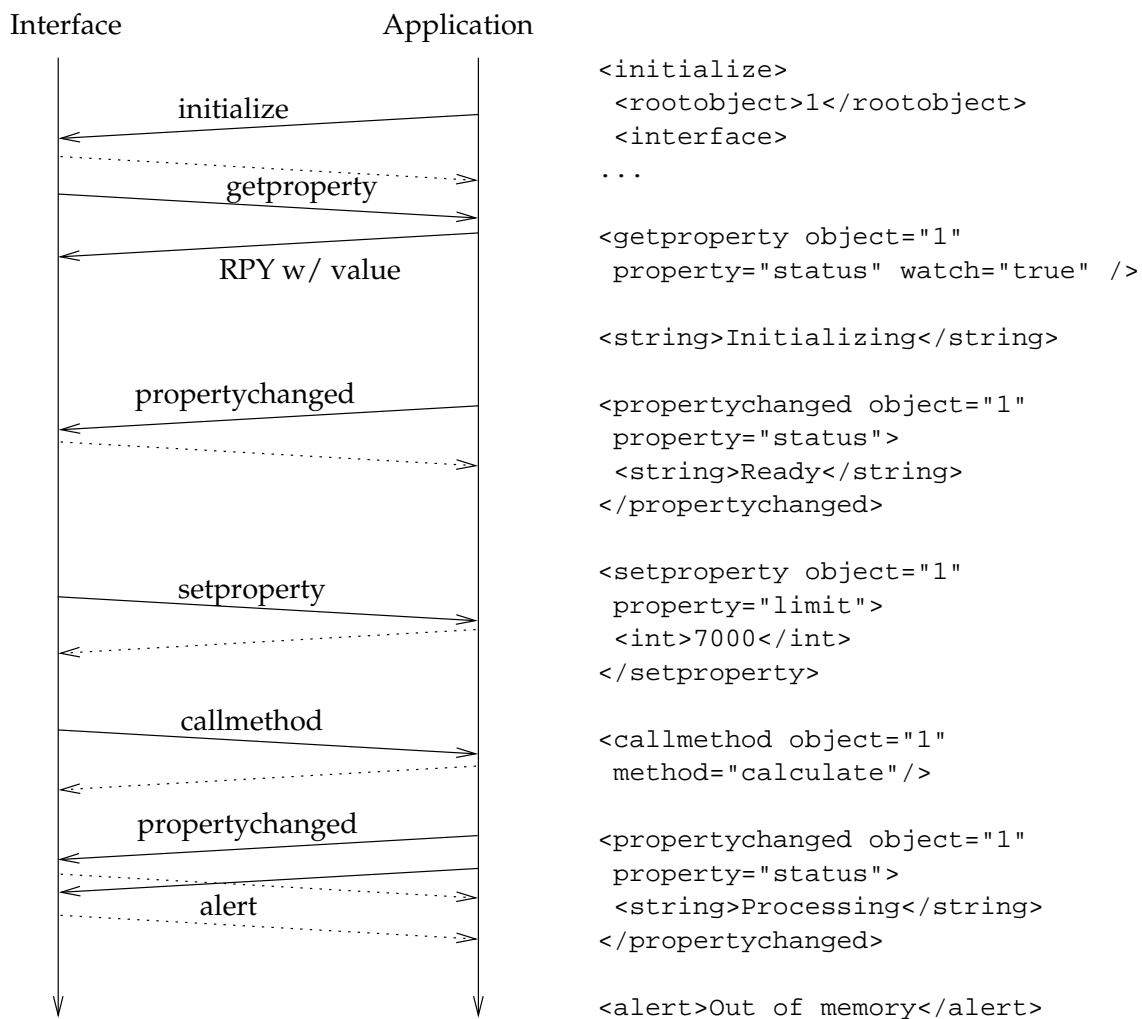 Interface
Application
initialize
getproperty
RPY w/ value
propertychanged
setproperty
callmethod
propertychanged
alert
<initialize>
 <rootobject>1</rootobject>
 <interface>
...
<getproperty object="1"
 property="status" watch="true" />
<string>Initializing</string>
<propertychanged object="1"
 property="status">
 <string>Ready</string>
</propertychanged>
<setproperty object="1"
 property="limit">
 <int>7000</int>
</setproperty>
<callmethod object="1"
 method="calculate"/>
<propertychanged object="1"
 property="status">
 <string>Processing</string>
</propertychanged>
<alert>Out of memory</alert>